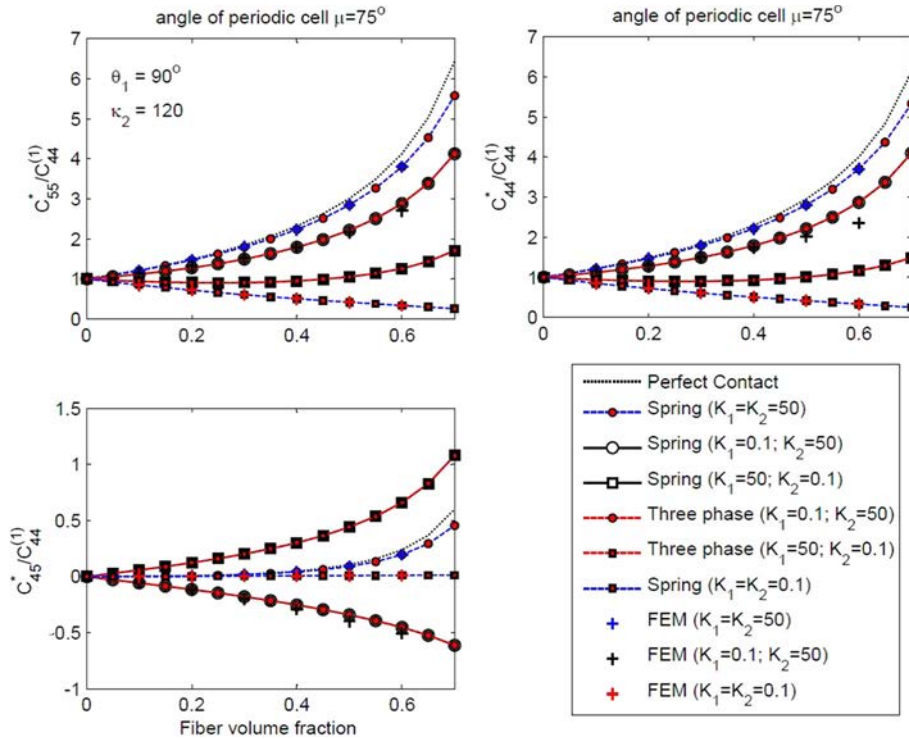 angle of periodic cell μ=75°
7
6
5
4
3
2
1
0
θ₁ = 90°
κ₂ = 120
C*₅₅/C₄₄⁽¹⁾
0 0.2 0.4 0.6
angle of periodic cell μ=75°
7
6
5
4
3
2
1
0
C*₄₄/C₄₄⁽¹⁾
0 0.2 0.4 0.6
1.5
1
0.5
0
-0.5
-1
C*₄₅/C₄₄⁽¹⁾
0 0.2 0.4 0.6
Fiber volume fraction
Perfect Contact
Spring (K₁=K₂=50)
Spring (K₁=0.1; K₂=50)
Spring (K₁=50; K₂=0.1)
Three phase (K₁=0.1; K₂=50)
Three phase (K₁=50; K₂=0.1)
Spring (K₁=K₂=0.1)
FEM (K₁=K₂=50)
FEM (K₁=0.1; K₂=50)
FEM (K₁=K₂=0.1)